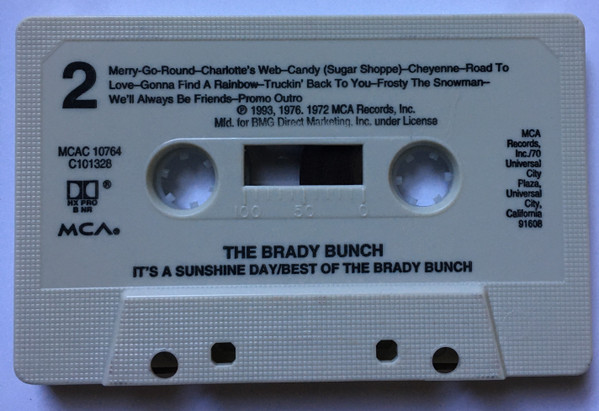 2
Merry-Go-Round–Charlotte's Web–Candy (Sugar Shoppe)–Cheyenne–Road To
Love–Gonna Find A Rainbow–Truckin' Back To You–Frosty The Snowman–
We'll Always Be Friends–Promo Outro
℗ 1993, 1976. 1972 MCA Records, Inc.
Mfd. for BMG Direct Marketing, Inc. under License
MCAC 10764
C101328
HX PRO
B NR
®
MCA®
MCA
Records,
Inc./70
Universal
City
Plaza,
Universal
City,
California
91608
100 50 0
THE BRADY BUNCH
IT'S A SUNSHINE DAY/BEST OF THE BRADY BUNCH